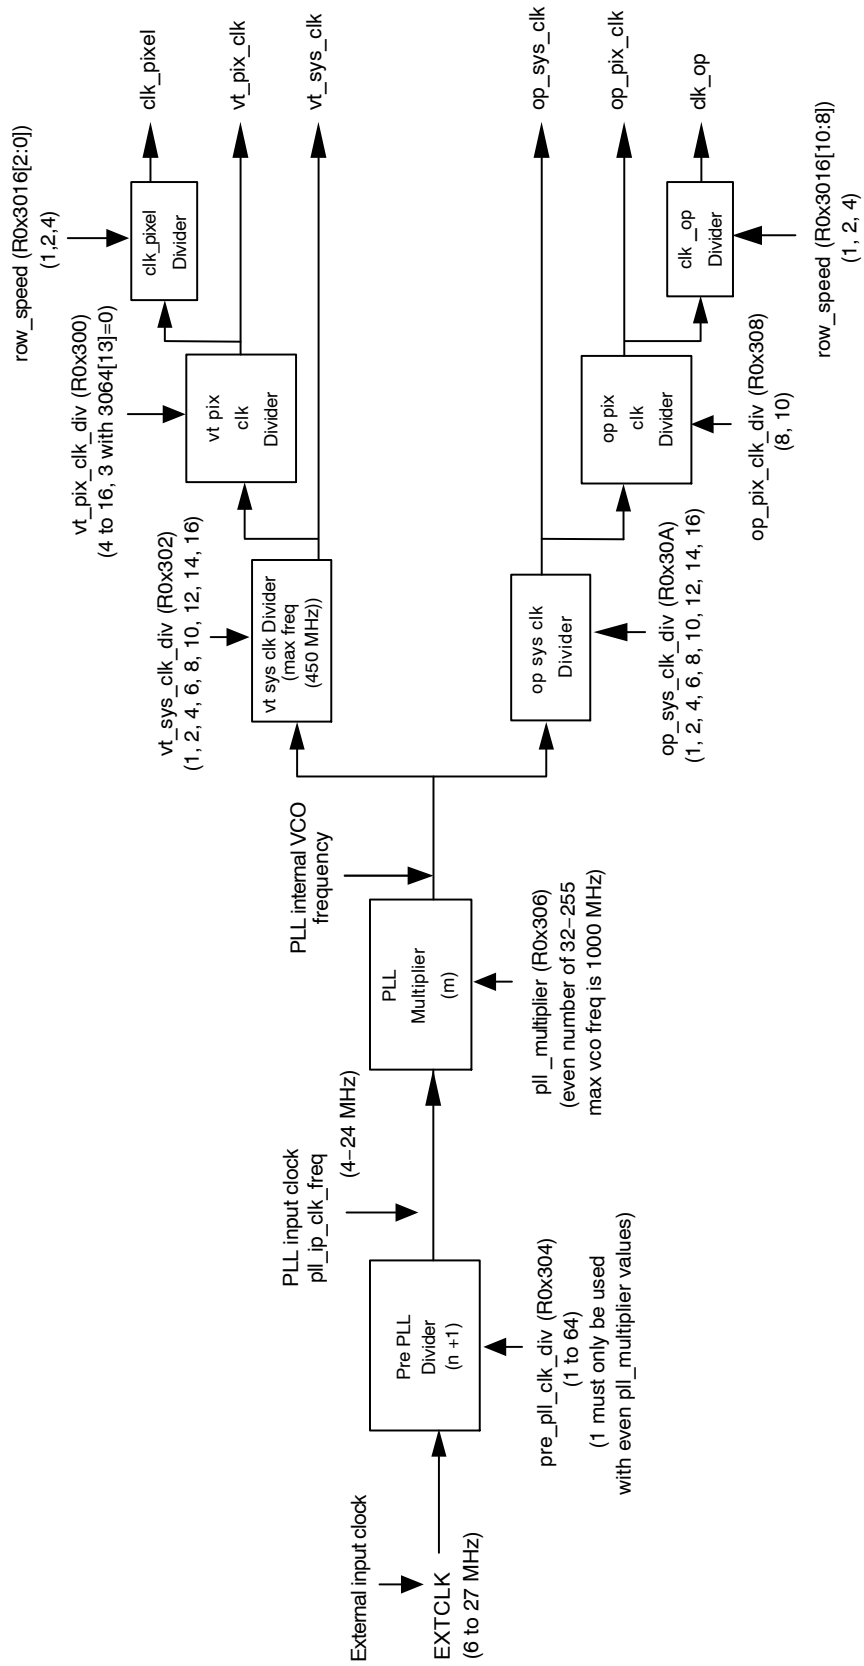 External input clock
EXTCLK
(6 to 27 MHz)
Pre PLL
Divider
(n +1)
pre_pll_clk_div (R0x304)
(1 to 64)
(1 must only be used
with even pll_multiplier values)
PLL input clock
pll_ip_clk_freq
(4–24 MHz)
PLL
Multiplier
(m)
pll_multiplier (R0x306)
(even number of 32–255
max vco freq is 1000 MHz)
PLL internal VCO
frequency
vt_sys_clk_div (R0x302)
(1, 2, 4, 6, 8, 10, 12, 14, 16)
vt sys clk Divider
(max freq
(450 MHz))
op sys clk
Divider
op_sys_clk_div (R0x30A)
(1, 2, 4, 6, 8, 10, 12, 14, 16)
vt_pix_clk_div (R0x300)
(4 to 16, 3 with 3064[13]=0)
vt pix
clk
Divider
op pix
clk
Divider
op_pix_clk_div (R0x308)
(8, 10)
row_speed (R0x3016[2:0])
(1,2,4)
clk_pixel
Divider
clk _op
Divider
row_speed (R0x3016[10:8])
(1, 2, 4)
clk_pixel
vt_pix_clk
vt_sys_clk
op_sys_clk
op_pix_clk
clk_op